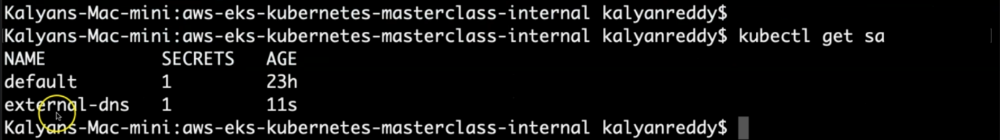 Kalyans-Mac-mini:aws-eks-kubernetes-masterclass-internal kalyanreddy$
Kalyans-Mac-mini:aws-eks-kubernetes-masterclass-internal kalyanreddy$ kubectl get sa
NAME SECRETS AGE
default 1 23h
external-dns 1 11s
Kalyans-Mac-mini:aws-eks-kubernetes-masterclass-internal kalyanreddy$